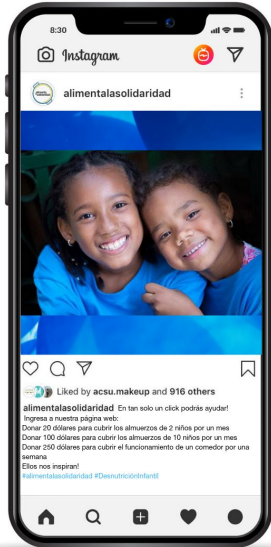 8:30
Instagram
alimentalasolidaridad
Liked by acsu.makeup and 916 others
alimentalasolidaridad En tan solo un click podrás ayudar!
Ingresa a nuestra página web:
Donar 20 dólares para cubrir los almuerzos de 2 niños por un mes
Donar 100 dólares para cubrir los almorzos de 10 niños por un mes
Donar 250 dólares para cubrir el funcionamiento de un comedor por una
semana
Ellos nos inspiran!
#alimentalasolidaridad #DesnutriciónInfantil